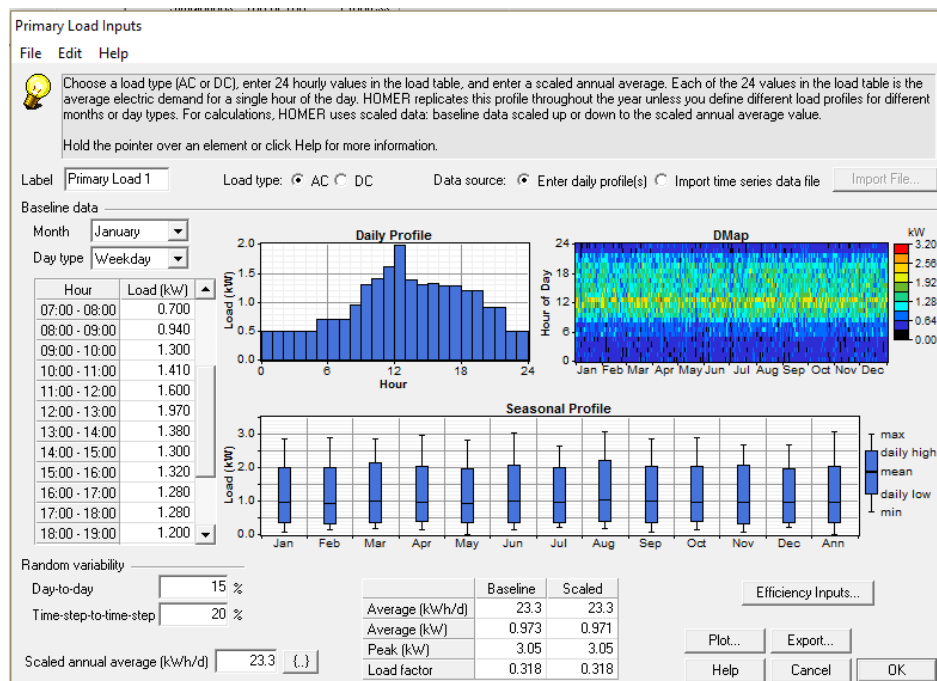 Primary Load Inputs
File Edit Help
Choose a load type (AC or DC), enter 24 hourly values in the load table, and enter a scaled annual average. Each of the 24 values in the load table is the
average electric demand for a single hour of the day. HOMER replicates this profile throughout the year unless you define different load profiles for different
months or day types. For calculations, HOMER uses scaled data: baseline data scaled up or down to the scaled annual average value.
Hold the pointer over an element or click Help for more information.
Label Primary Load 1 Load type: AC DC Data source: Enter daily profile(s) Import time series data file Import File...
Baseline data
Month January
Day type Weekday
Hour Load (kW)
07:00 - 08:00 0.700
08:00 - 09:00 0.940
09:00 - 10:00 1.300
10:00 - 11:00 1.410
11:00 - 12:00 1.600
12:00 - 13:00 1.970
13:00 - 14:00 1.380
14:00 - 15:00 1.300
15:00 - 16:00 1.320
16:00 - 17:00 1.280
17:00 - 18:00 1.280
18:00 - 19:00 1.200
Daily Profile
Load (kW)
2.0
1.5
1.0
0.5
0.0
0 6 12 18 24
Hour
DMap
Hour of Day
24
18
12
6
0
Jan Feb Mar Apr May Jun Jul Aug Sep Oct Nov Dec
kW
3.20
2.56
1.92
1.28
0.64
0.00
Seasonal Profile
Load (kW)
3.0
2.0
1.0
0.0
Jan Feb Mar Apr May Jun Jul Aug Sep Oct Nov Dec Ann
max
daily high
mean
daily low
min
Random variability
Day-to-day 15 %
Time-step-to-time-step 20 %
Scaled annual average (kWh/d) 23.3 {..}
Baseline Scaled
Average (kWh/d) 23.3 23.3
Average (kW) 0.973 0.971
Peak (kW) 3.05 3.05
Load factor 0.318 0.318
Efficiency Inputs...
Plot... Export...
Help Cancel OK